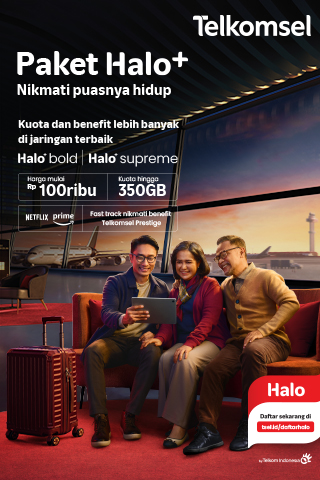 Telkomsel
Paket Halo+
Nikmati puasnya hidup
Kuota dan benefit lebih banyak
di jaringan terbaik
Halo+ bold | Halo+ supreme
Harga mulai
Rp 100ribu
Kuota hingga
350GB
NETFLIX prime
Fast track nikmati benefit
Telkomsel Prestige
Halo
Daftar sekarang di
tsel.id/daftarhalo
by Telkom Indonesia